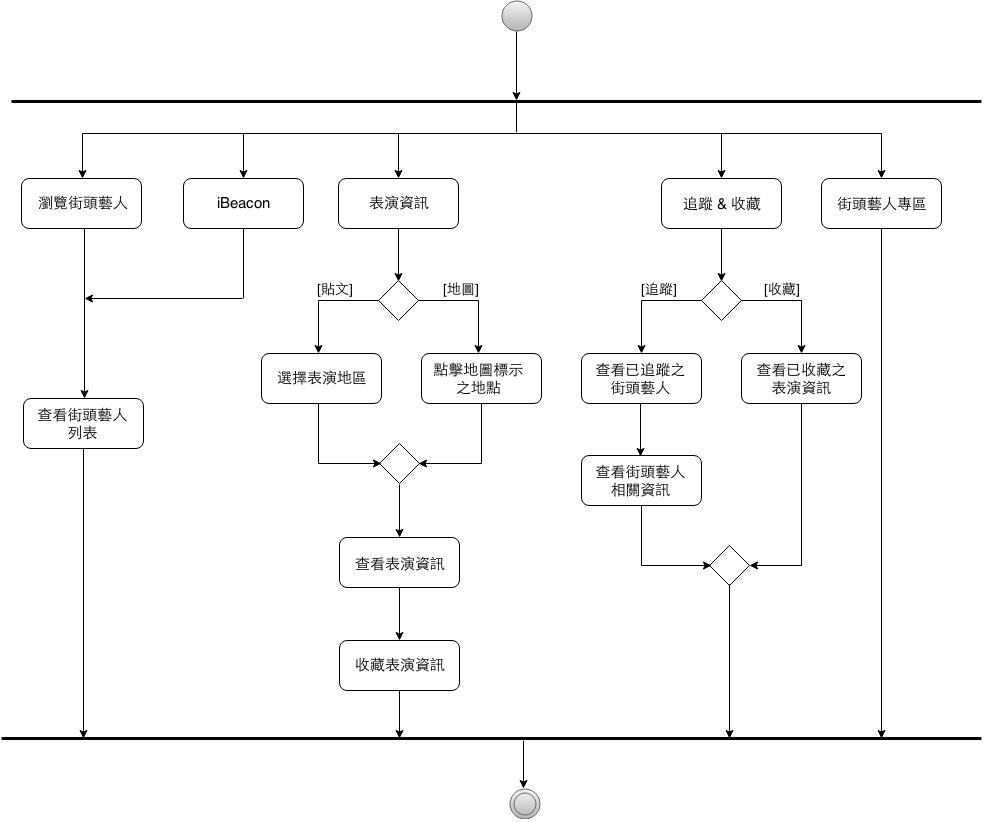 瀏覽街頭藝人
iBeacon
表演資訊
追蹤 & 收藏
街頭藝人專區
[貼文]
[地圖]
[追蹤]
[收藏]
選擇表演地區
點擊地圖標示
之地點
查看已追蹤之
街頭藝人
查看已收藏之
表演資訊
查看街頭藝人
列表
查看街頭藝人
相關資訊
查看表演資訊
收藏表演資訊